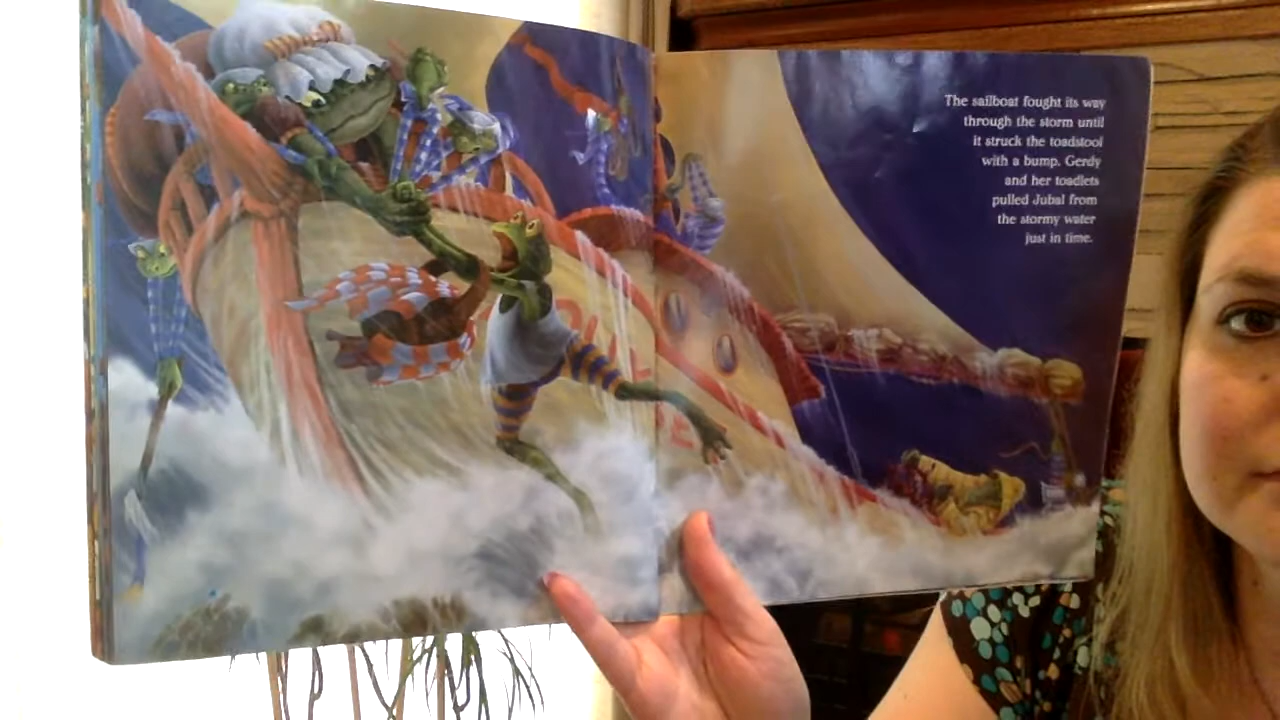 The sailboat fought its way
through the storm until
it struck the toadstool
with a bump. Gerdy
and her toadlets
pulled Jubal from
the stormy water
just in time.